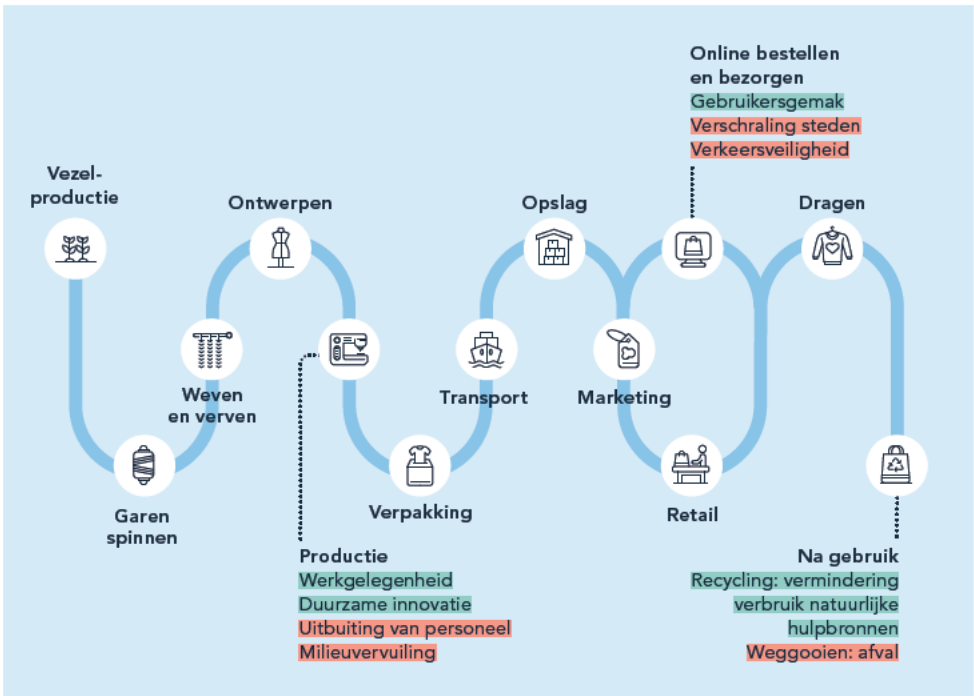 Online bestellen
en bezorgen
Gebruikersgemak
Verschraling steden
Verkeersveiligheid
Vezel-
productie
Ontwerpen
Opslag
Dragen
Weven
en verven
Transport
Marketing
Garen
spinnen
Verpakking
Retail
Productie
Werkgelegenheid
Duurzame innovatie
Uitbuiting van personeel
Milieuvervuiling
Na gebruik
Recycling: vermindering
verbruik natuurlijke
hulpbronnen
Weggooien: afval